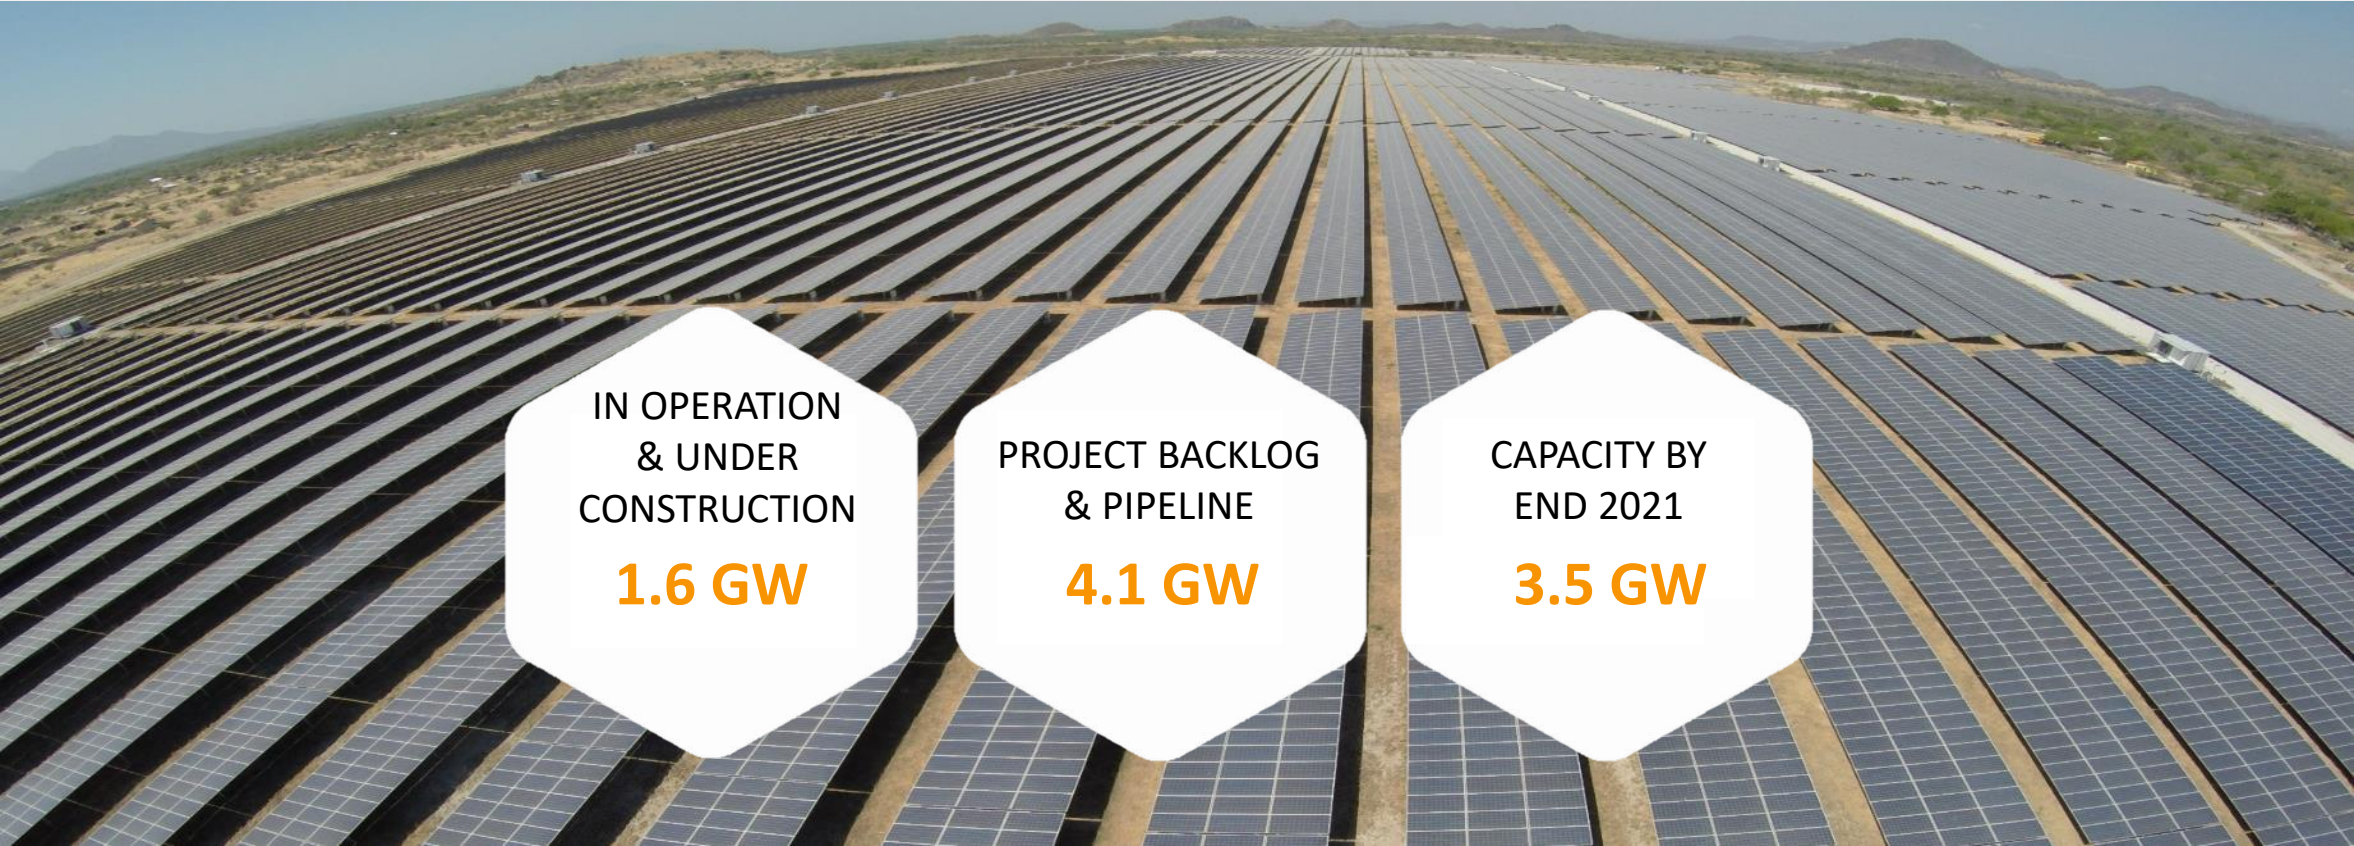 IN OPERATION
& UNDER
CONSTRUCTION
1.6 GW
PROJECT BACKLOG
& PIPELINE
4.1 GW
CAPACITY BY
END 2021
3.5 GW